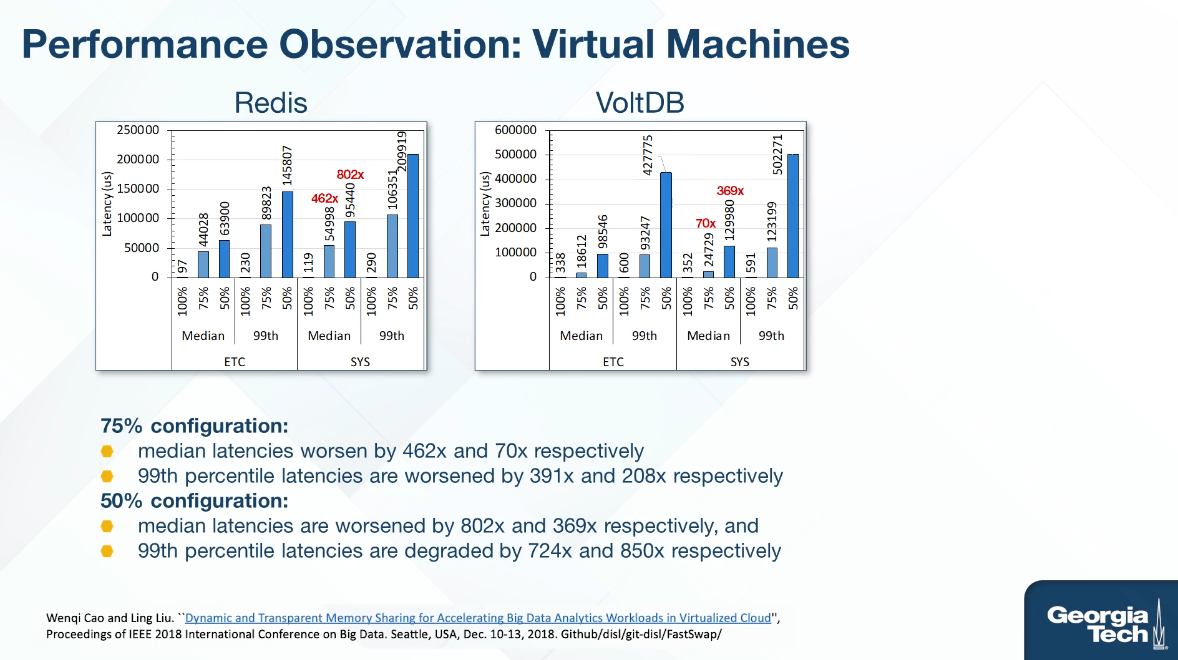 Performance Observation: Virtual Machines
Redis
250000
200000
150000
100000
50000
0
Latency (us)
97
44028
63900
230
89823
145807
119
54998
95440
290
106351
209919
462x
802x
100% 75% 50% 100% 75% 50% 100% 75% 50% 100% 75% 50%
Median 99th Median 99th
ETC SYS
VoltDB
600000
500000
400000
300000
200000
100000
0
Latency (us)
338
18612
98546
600
93247
427775
352
24729
129980
591
123199
502271
70x
369x
100% 75% 50% 100% 75% 50% 100% 75% 50% 100% 75% 50%
Median 99th Median 99th
ETC SYS
75% configuration:
median latencies worsen by 462x and 70x respectively
99th percentile latencies are worsened by 391x and 208x respectively
50% configuration:
median latencies are worsened by 802x and 369x respectively, and
99th percentile latencies are degraded by 724x and 850x respectively
Wenqi Cao and Ling Liu. ``Dynamic and Transparent Memory Sharing for Accelerating Big Data Analytics Workloads in Virtualized Cloud",
Proceedings of IEEE 2018 International Conference on Big Data. Seattle, USA, Dec. 10-13, 2018. Github/disl/git-disl/FastSwap/
Georgia
Tech